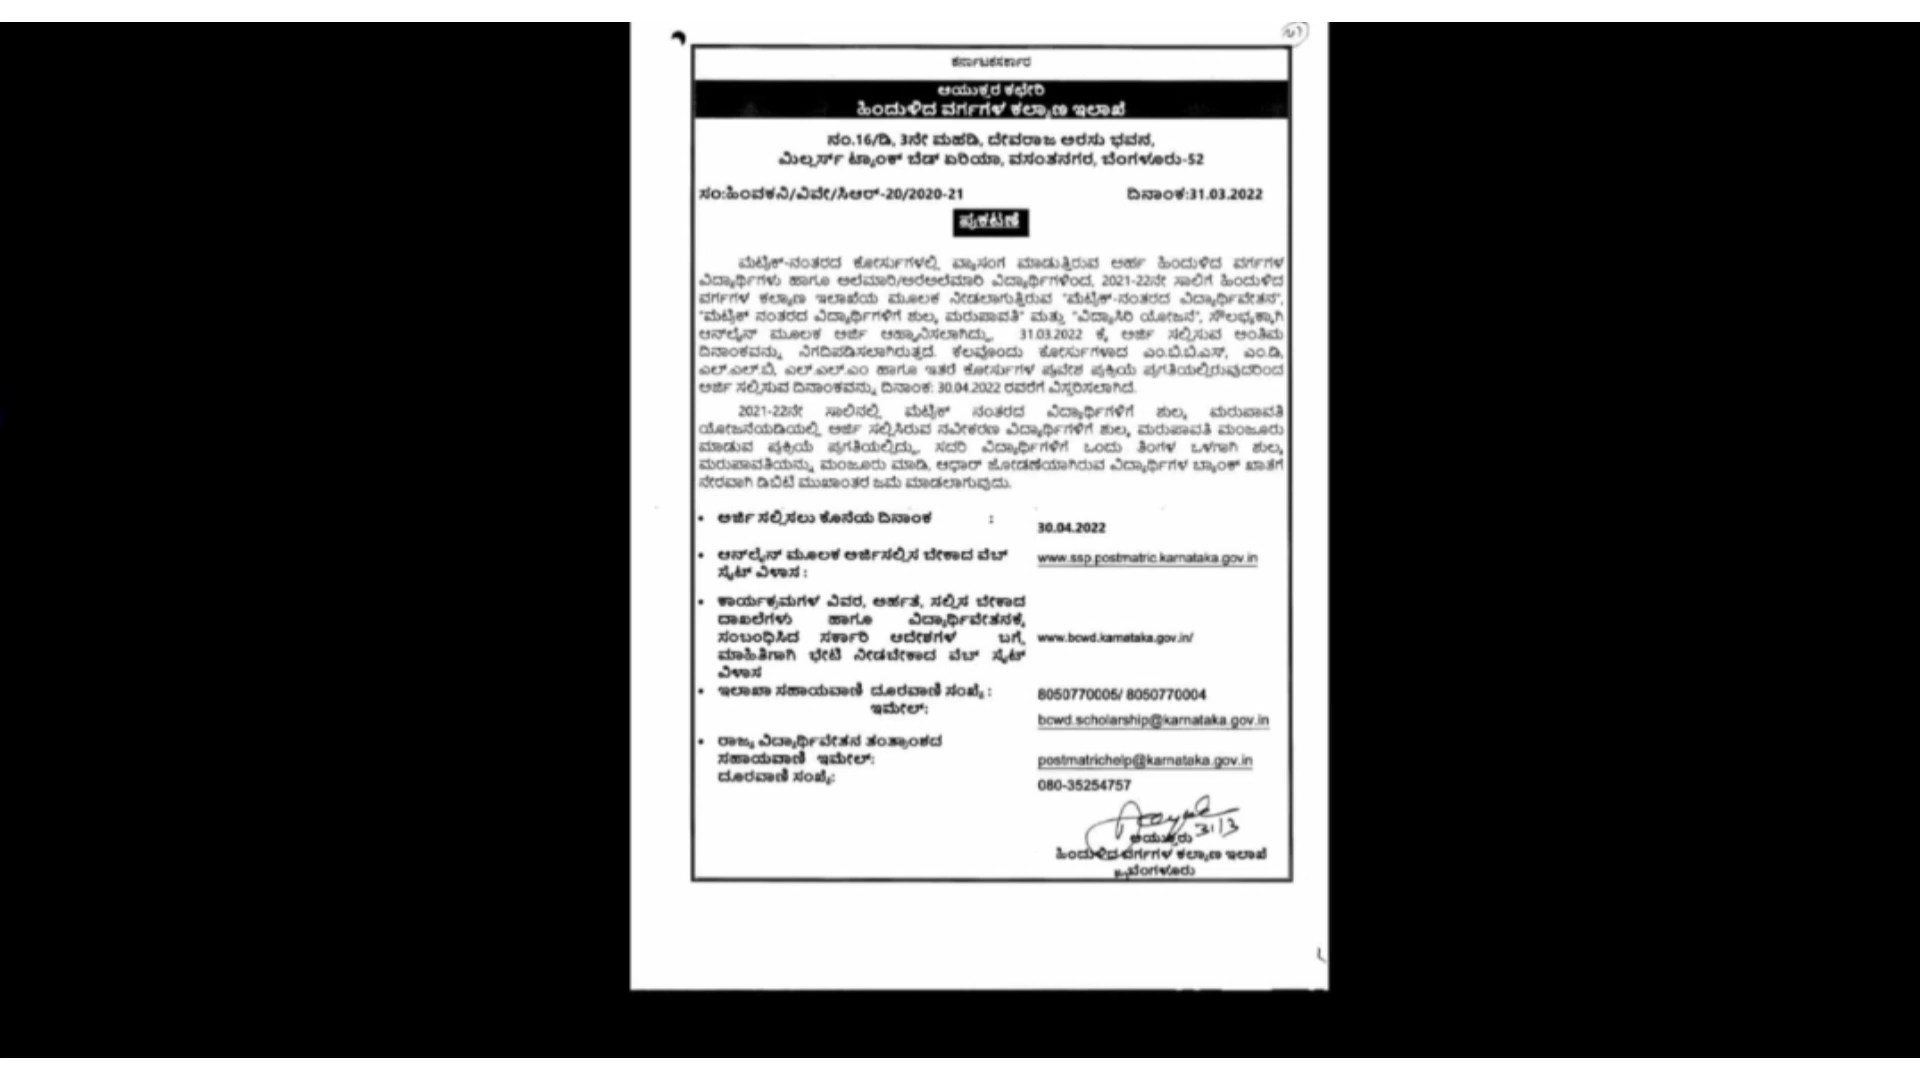 ಕರ್ನಾಟಕಸರ್ಕಾರ
ಆಯುಕ್ತರ ಕಛೇರಿ
ಹಿಂದುಳಿದ ವರ್ಗಗಳ ಕಲ್ಯಾಣ ಇಲಾಖೆ
ನಂ.16/ಡಿ, 3ನೇ ಮಹಡಿ, ದೇವರಾಜ ಅರಸು ಭವನ,
ಮಿಲ್ಲರ್ಸ್ ಟ್ಯಾಂಕ್ ಬೆಡ್ ಏರಿಯಾ, ವಸಂತನಗರ, ಬೆಂಗಳೂರು-52
ಸಂ:ಹಿಂವಕನಿ/ವಿವೇ/ಸಿಆರ್-20/2020-21 ದಿನಾಂಕ:31.03.2022
ಪ್ರಕಟಣೆ
ಮೆಟ್ರಿಕ್-ನಂತರದ ಕೋರ್ಸುಗಳಲ್ಲಿ ವ್ಯಾಸಂಗ ಮಾಡುತ್ತಿರುವ ಅರ್ಹ ಹಿಂದುಳಿದ ವರ್ಗಗಳ
ವಿದ್ಯಾರ್ಥಿಗಳು ಹಾಗೂ ಅಲೆಮಾರಿ/ಅರೆಅಲೆಮಾರಿ ವಿದ್ಯಾರ್ಥಿಗಳಿಂದ, 2021-22ನೇ ಸಾಲಿಗೆ ಹಿಂದುಳಿದ
ವರ್ಗಗಳ ಕಲ್ಯಾಣ ಇಲಾಖೆಯ ಮೂಲಕ ನೀಡಲಾಗುತ್ತಿರುವ "ಮೆಟ್ರಿಕ್-ನಂತರದ ವಿದ್ಯಾರ್ಥಿವೇತನ",
"ಮೆಟ್ರಿಕ್ ನಂತರದ ವಿದ್ಯಾರ್ಥಿಗಳಿಗೆ ಶುಲ್ಕ ಮರುಪಾವತಿ" ಮತ್ತು "ವಿದ್ಯಾಸಿರಿ ಯೋಜನೆ", ಸೌಲಭ್ಯಕ್ಕಾಗಿ
ಆನ್‌ಲೈನ್ ಮೂಲಕ ಅರ್ಜಿ ಆಹ್ವಾನಿಸಲಾಗಿದ್ದು, 31.03.2022 ಕ್ಕೆ ಅರ್ಜಿ ಸಲ್ಲಿಸುವ ಅಂತಿಮ
ದಿನಾಂಕವನ್ನು ನಿಗದಿಪಡಿಸಲಾಗಿರುತ್ತದೆ. ಕೆಲವೊಂದು ಕೋರ್ಸುಗಳಾದ ಎಂ.ಬಿ.ಬಿ.ಎಸ್, ಎಂ.ಡಿ,
ಎಲ್.ಎಲ್.ಬಿ, ಎಲ್.ಎಲ್.ಎಂ ಹಾಗೂ ಇತರೆ ಕೋರ್ಸುಗಳ ಪ್ರವೇಶ ಪ್ರಕ್ರಿಯೆ ಪ್ರಗತಿಯಲ್ಲಿರುವುದರಿಂದ
ಅರ್ಜಿ ಸಲ್ಲಿಸುವ ದಿನಾಂಕವನ್ನು ದಿನಾಂಕ: 30.04.2022 ರವರೆಗೆ ವಿಸ್ತರಿಸಲಾಗಿದೆ.
2021-22ನೇ ಸಾಲಿನಲ್ಲಿ ಮೆಟ್ರಿಕ್ ನಂತರದ ವಿದ್ಯಾರ್ಥಿಗಳಿಗೆ ಶುಲ್ಕ ಮರುಪಾವತಿ
ಯೋಜನೆಯಡಿಯಲ್ಲಿ ಅರ್ಜಿ ಸಲ್ಲಿಸಿರುವ ನವೀಕರಣ ವಿದ್ಯಾರ್ಥಿಗಳಿಗೆ ಶುಲ್ಕ ಮರುಪಾವತಿ ಮಂಜೂರು
ಮಾಡುವ ಪ್ರಕ್ರಿಯೆ ಪ್ರಗತಿಯಲ್ಲಿದ್ದು, ಸದರಿ ವಿದ್ಯಾರ್ಥಿಗಳಿಗೆ ಒಂದು ತಿಂಗಳ ಒಳಗಾಗಿ ಶುಲ್ಕ
ಮರುಪಾವತಿಯನ್ನು ಮಂಜೂರು ಮಾಡಿ, ಆಧಾರ್ ಜೋಡಣೆಯಾಗಿರುವ ವಿದ್ಯಾರ್ಥಿಗಳ ಬ್ಯಾಂಕ್ ಖಾತೆಗೆ
ನೇರವಾಗಿ ಡಿಬಿಟಿ ಮುಖಾಂತರ ಜಮೆ ಮಾಡಲಾಗುವುದು.
• ಅರ್ಜಿ ಸಲ್ಲಿಸಲು ಕೊನೆಯ ದಿನಾಂಕ : 30.04.2022
• ಆನ್‌ಲೈನ್ ಮೂಲಕ ಅರ್ಜಿಸಲ್ಲಿಸ ಬೇಕಾದ ವೆಬ್ www.ssp.postmatric.karnataka.gov.in
ಸೈಟ್ ವಿಳಾಸ :
• ಕಾರ್ಯಕ್ರಮಗಳ ವಿವರ, ಅರ್ಹತೆ, ಸಲ್ಲಿಸ ಬೇಕಾದ
ದಾಖಲೆಗಳು ಹಾಗೂ ವಿದ್ಯಾರ್ಥಿವೇತನಕ್ಕೆ
ಸಂಬಂಧಿಸಿದ ಸರ್ಕಾರಿ ಆದೇಶಗಳ ಬಗ್ಗೆ www.bcwd.karnataka.gov.in/
ಮಾಹಿತಿಗಾಗಿ ಭೇಟಿ ನೀಡಬೇಕಾದ ವೆಬ್ ಸೈಟ್
ವಿಳಾಸ
• ಇಲಾಖಾ ಸಹಾಯವಾಣಿ ದೂರವಾಣಿ ಸಂಖ್ಯೆ : 8050770005/ 8050770004
ಇಮೇಲ್: bcwd.scholarship@karnataka.gov.in
• ರಾಜ್ಯ ವಿದ್ಯಾರ್ಥಿವೇತನ ತಂತ್ರಾಂಶದ
ಸಹಾಯವಾಣಿ ಇಮೇಲ್: postmatrichelp@karnataka.gov.in
ದೂರವಾಣಿ ಸಂಖ್ಯೆ: 080-35254757
31/3
ಆಯುಕ್ತರು
ಹಿಂದುಳಿದ ವರ್ಗಗಳ ಕಲ್ಯಾಣ ಇಲಾಖೆ
ಬೆಂಗಳೂರು